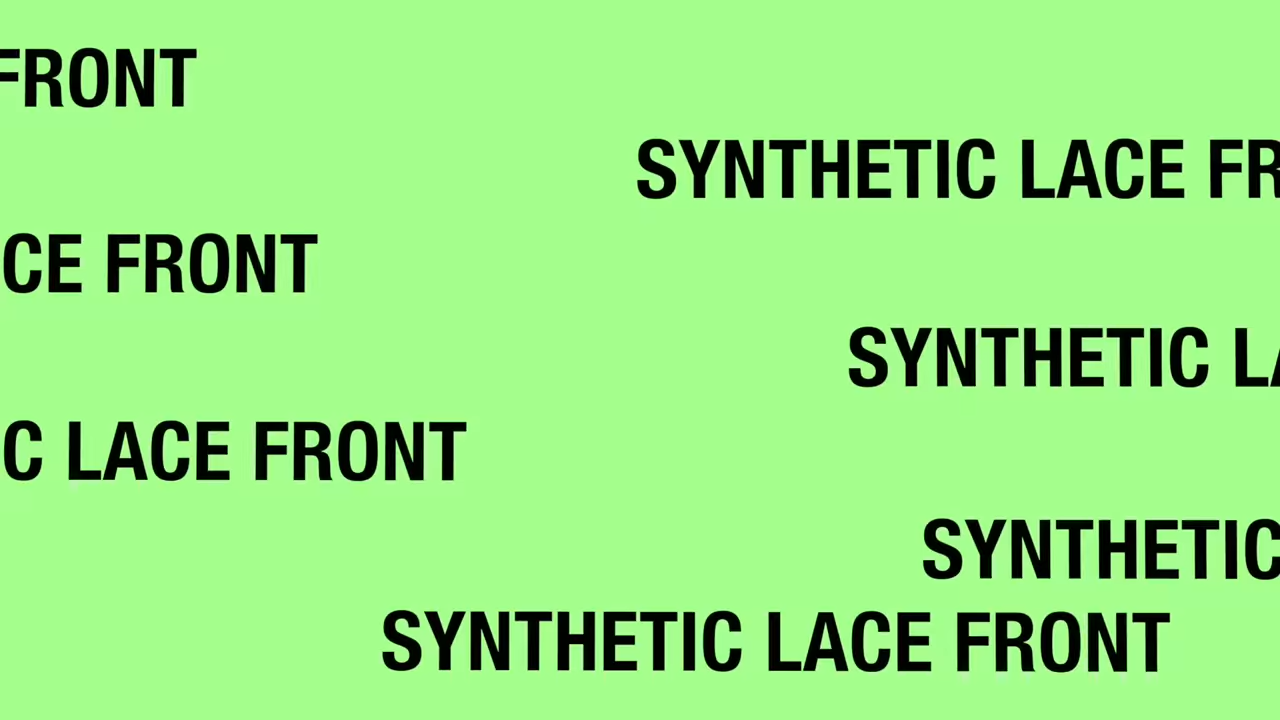 FRONT
SYNTHETIC LACE FR
CE FRONT
SYNTHETIC LA
C LACE FRONT
SYNTHETIC
SYNTHETIC LACE FRONT